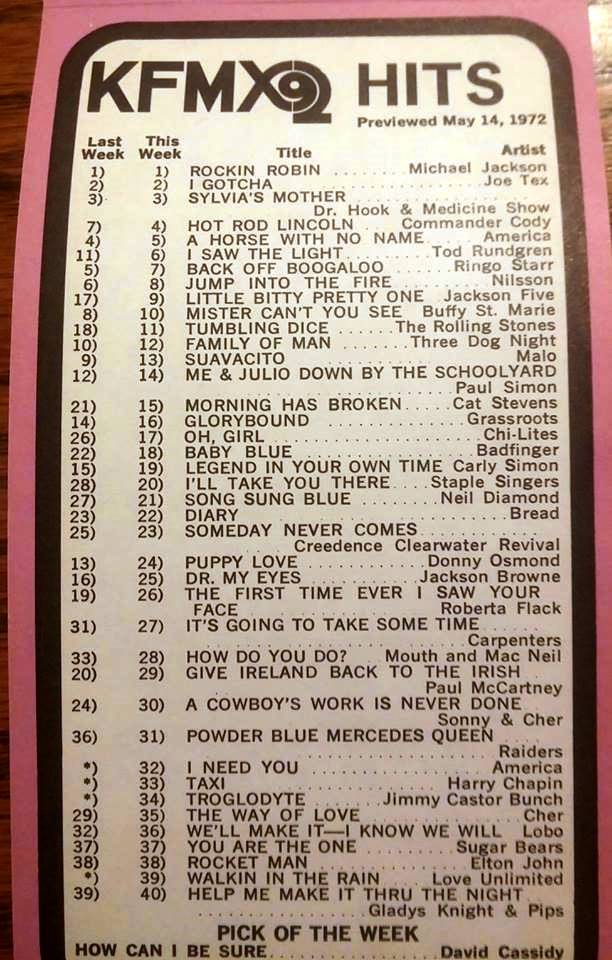 KFMX 9 HITS
Previewed May 14, 1972
Last Week This Week Title Artist
1) 1) ROCKIN ROBIN ........ Michael Jackson
2) 2) I GOTCHA ........ Joe Tex
3) 3) SYLVIA'S MOTHER ........
Dr. Hook & Medicine Show
7) 4) HOT ROD LINCOLN ..... Commander Cody
4) 5) A HORSE WITH NO NAME .... America
11) 6) I SAW THE LIGHT ........ Tod Rundgren
5) 7) BACK OFF BOOGALOO ...... Ringo Starr
6) 8) JUMP INTO THE FIRE ........ Nilsson
17) 9) LITTLE BITTY PRETTY ONE Jackson Five
8) 10) MISTER CAN'T YOU SEE Buffy St. Marie
18) 11) TUMBLING DICE ...... The Rolling Stones
10) 12) FAMILY OF MAN ....... Three Dog Night
9) 13) SUAVACITO ........ Malo
12) 14) ME & JULIO DOWN BY THE SCHOOLYARD
........ Paul Simon
21) 15) MORNING HAS BROKEN ..... Cat Stevens
14) 16) GLORYBOUND ........ Grassroots
26) 17) OH, GIRL ........ Chi-Lites
22) 18) BABY BLUE ........ Badfinger
15) 19) LEGEND IN YOUR OWN TIME Carly Simon
28) 20) I'LL TAKE YOU THERE .... Staple Singers
27) 21) SONG SUNG BLUE ........ Neil Diamond
23) 22) DIARY ........ Bread
25) 23) SOMEDAY NEVER COMES ........
Creedence Clearwater Revival
13) 24) PUPPY LOVE ........ Donny Osmond
16) 25) DR. MY EYES ........ Jackson Browne
19) 26) THE FIRST TIME EVER I SAW YOUR
FACE ........ Roberta Flack
31) 27) IT'S GOING TO TAKE SOME TIME ......
........ Carpenters
33) 28) HOW DO YOU DO? .. Mouth and Mac Neil
20) 29) GIVE IRELAND BACK TO THE IRISH
........ Paul McCartney
24) 30) A COWBOY'S WORK IS NEVER DONE
........ Sonny & Cher
36) 31) POWDER BLUE MERCEDES QUEEN ....
........ Raiders
*) 32) I NEED YOU ........ America
*) 33) TAXI ........ Harry Chapin
*) 34) TROGLODYTE ...... Jimmy Castor Bunch
29) 35) THE WAY OF LOVE ........ Cher
32) 36) WE'LL MAKE IT—I KNOW WE WILL Lobo
37) 37) YOU ARE THE ONE ........ Sugar Bears
38) 38) ROCKET MAN ........ Elton John
*) 39) WALKIN IN THE RAIN .... Love Unlimited
39) 40) HELP ME MAKE IT THRU THE NIGHT ..
........ Gladys Knight & Pips
PICK OF THE WEEK
HOW CAN I BE SURE ........ David Cassidy